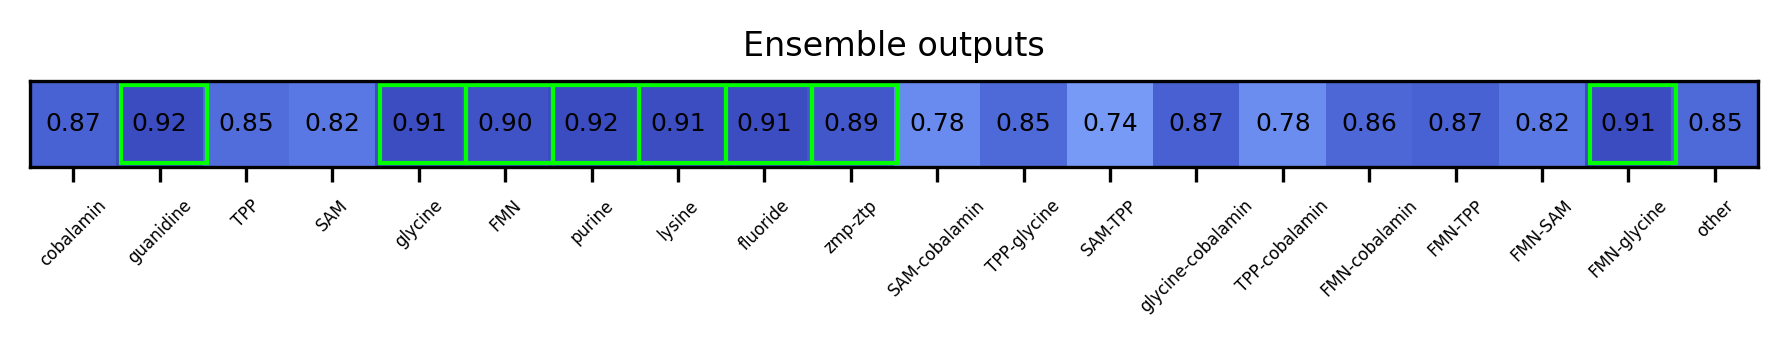 Ensemble outputs
0.87 0.92 0.85 0.82 0.91 0.90 0.92 0.91 0.91 0.89 0.78 0.85 0.74 0.87 0.78 0.86 0.87 0.82 0.91 0.85
cobalamin guanidine TPP SAM glycine FMN purine lysine fluoride zmp-ztp SAM-cobalamin TPP-glycine SAM-TPP glycine-cobalamin TPP-cobalamin FMN-cobalamin FMN-TPP FMN-SAM FMN-glycine other